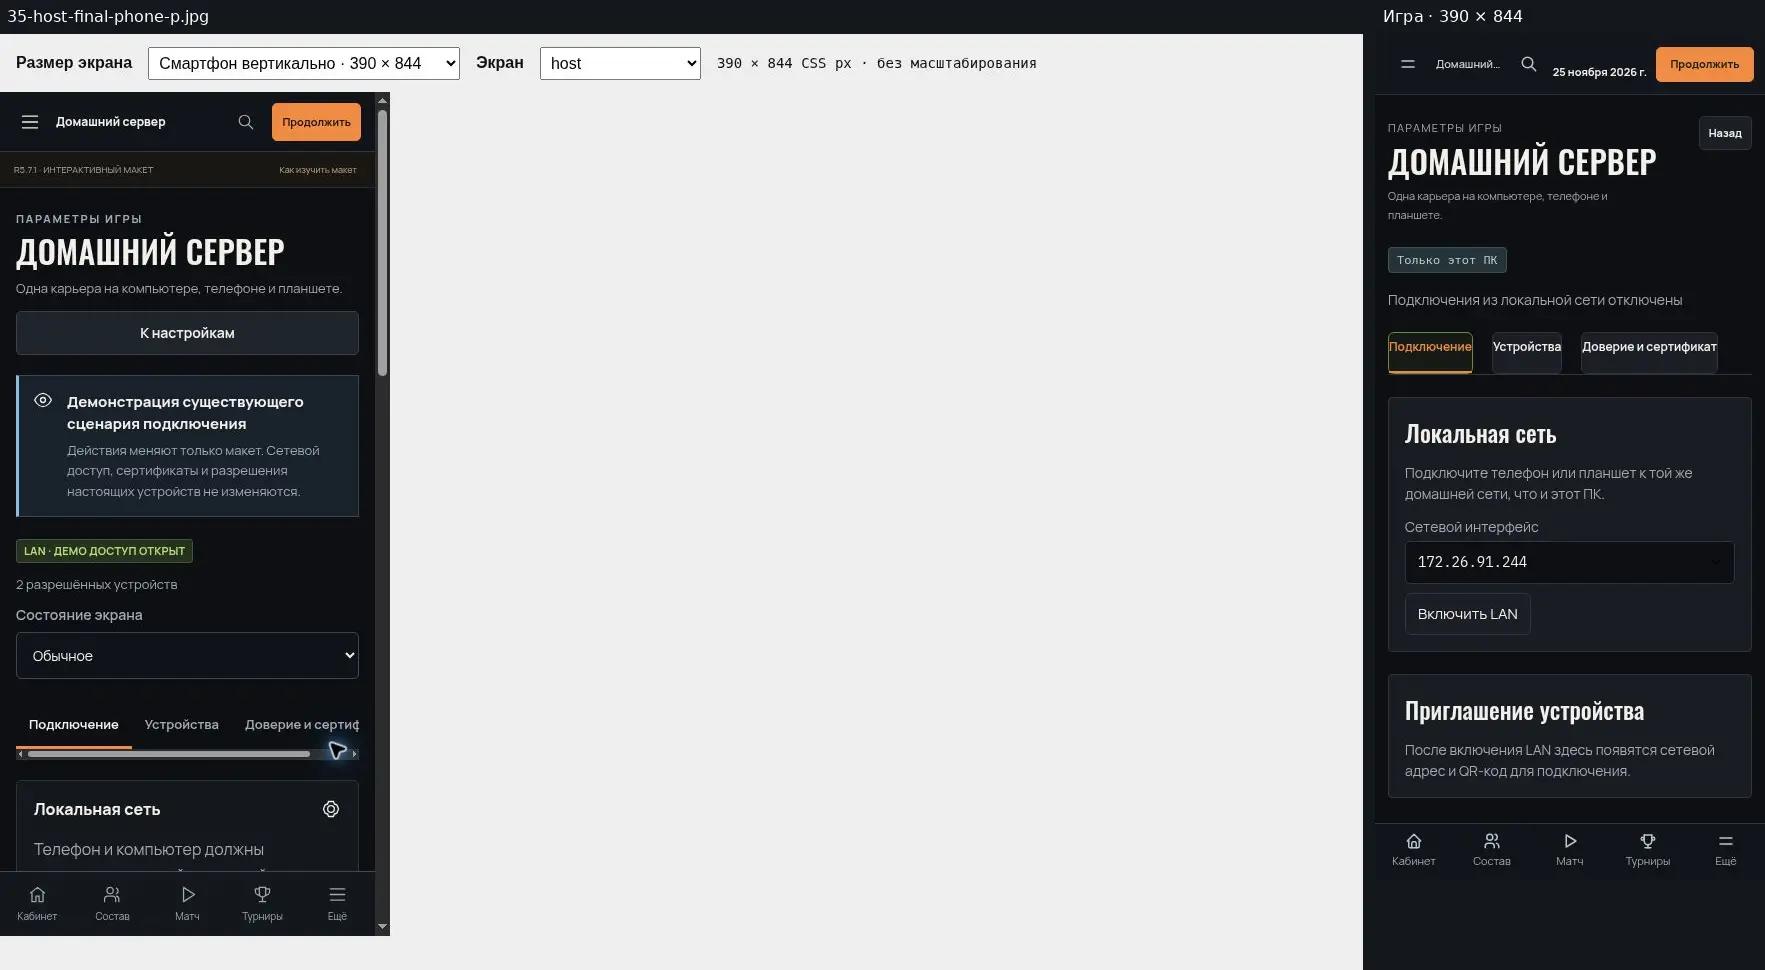 35-host-final-phone-p.jpg
Размер экрана
Смартфон вертикально · 390 × 844
Экран
host
390 × 844 CSS px · без масштабирования
Домашний сервер
Продолжить
R5.7.1 · ИНТЕРАКТИВНЫЙ МАКЕТ
Как изучить макет
ПАРАМЕТРЫ ИГРЫ
ДОМАШНИЙ СЕРВЕР
Одна карьера на компьютере, телефоне и планшете.
К настройкам
Демонстрация существующего
сценария подключения
Действия меняют только макет. Сетевой
доступ, сертификаты и разрешения
настоящих устройств не изменяются.
LAN · ДЕМО ДОСТУП ОТКРЫТ
2 разрешённых устройств
Состояние экрана
Обычное
Подключение
Устройства
Доверие и сертиф
Локальная сеть
Телефон и компьютер должны
Кабинет
Состав
Матч
Турниры
Ещё
Игра · 390 × 844
Домашний…
25 ноября 2026 г.
Продолжить
ПАРАМЕТРЫ ИГРЫ
Назад
ДОМАШНИЙ СЕРВЕР
Одна карьера на компьютере, телефоне и
планшете.
Только этот ПК
Подключения из локальной сети отключены
Подключение
Устройства
Доверие и сертификат
Локальная сеть
Подключите телефон или планшет к той же
домашней сети, что и этот ПК.
Сетевой интерфейс
172.26.91.244
Включить LAN
Приглашение устройства
После включения LAN здесь появятся сетевой
адрес и QR-код для подключения.
Кабинет
Состав
Матч
Турниры
Ещё